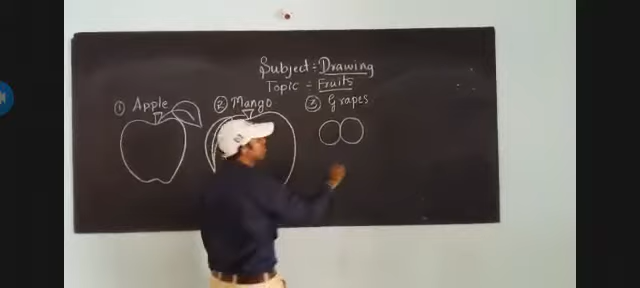 Subject :- Drawing
Topic :- Fruits
① Apple ② Mango ③ Grapes